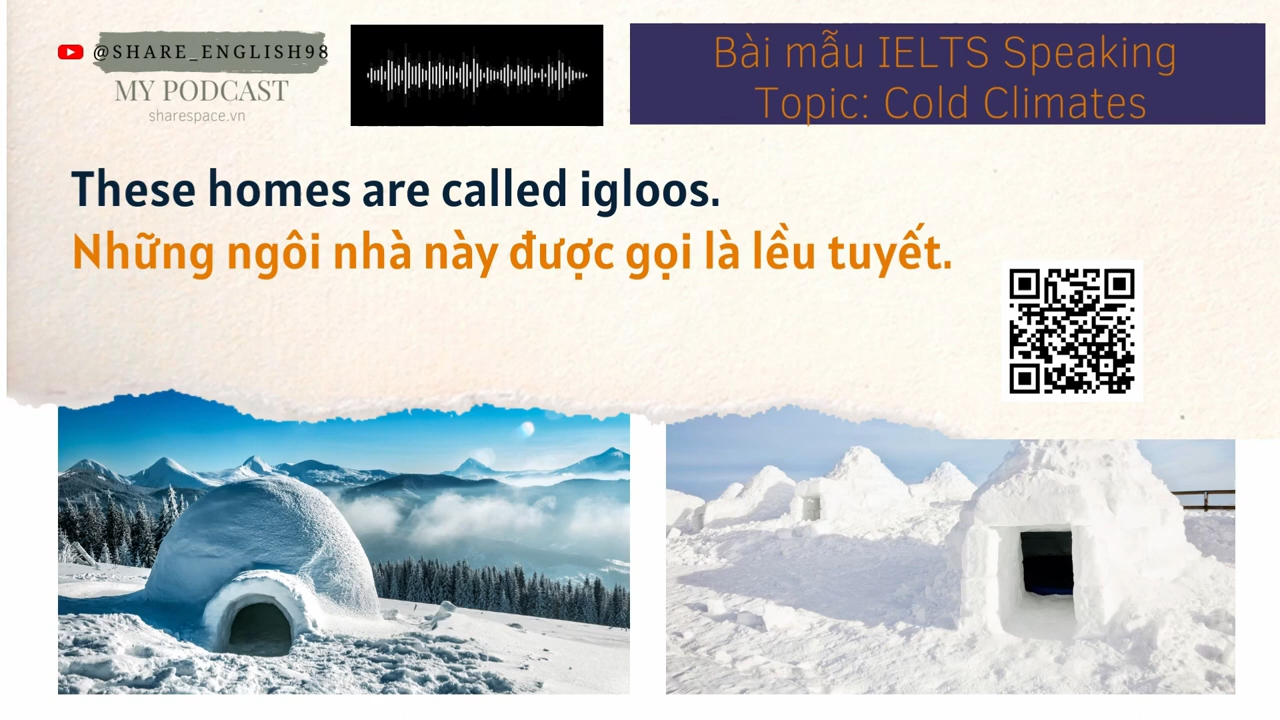 @SHARE_ENGLISH98
MY PODCAST
sharespace.vn
Bài mẫu IELTS Speaking
Topic: Cold Climates
These homes are called igloos.
Những ngôi nhà này được gọi là lều tuyết.